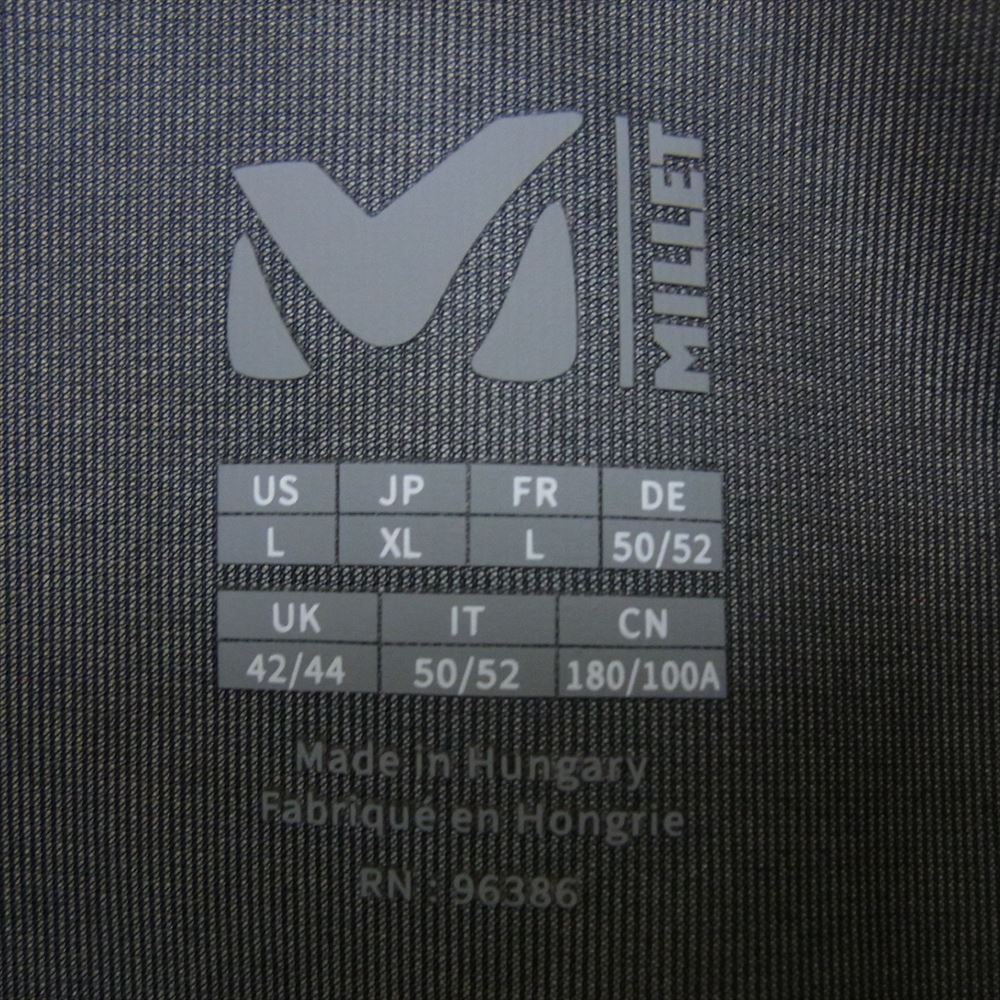 MILLET
US JP FR DE
L XL L 50/52
UK IT CN
42/44 50/52 180/100A
Made in Hungary
Fabriqué en Hongrie
RN : 96386